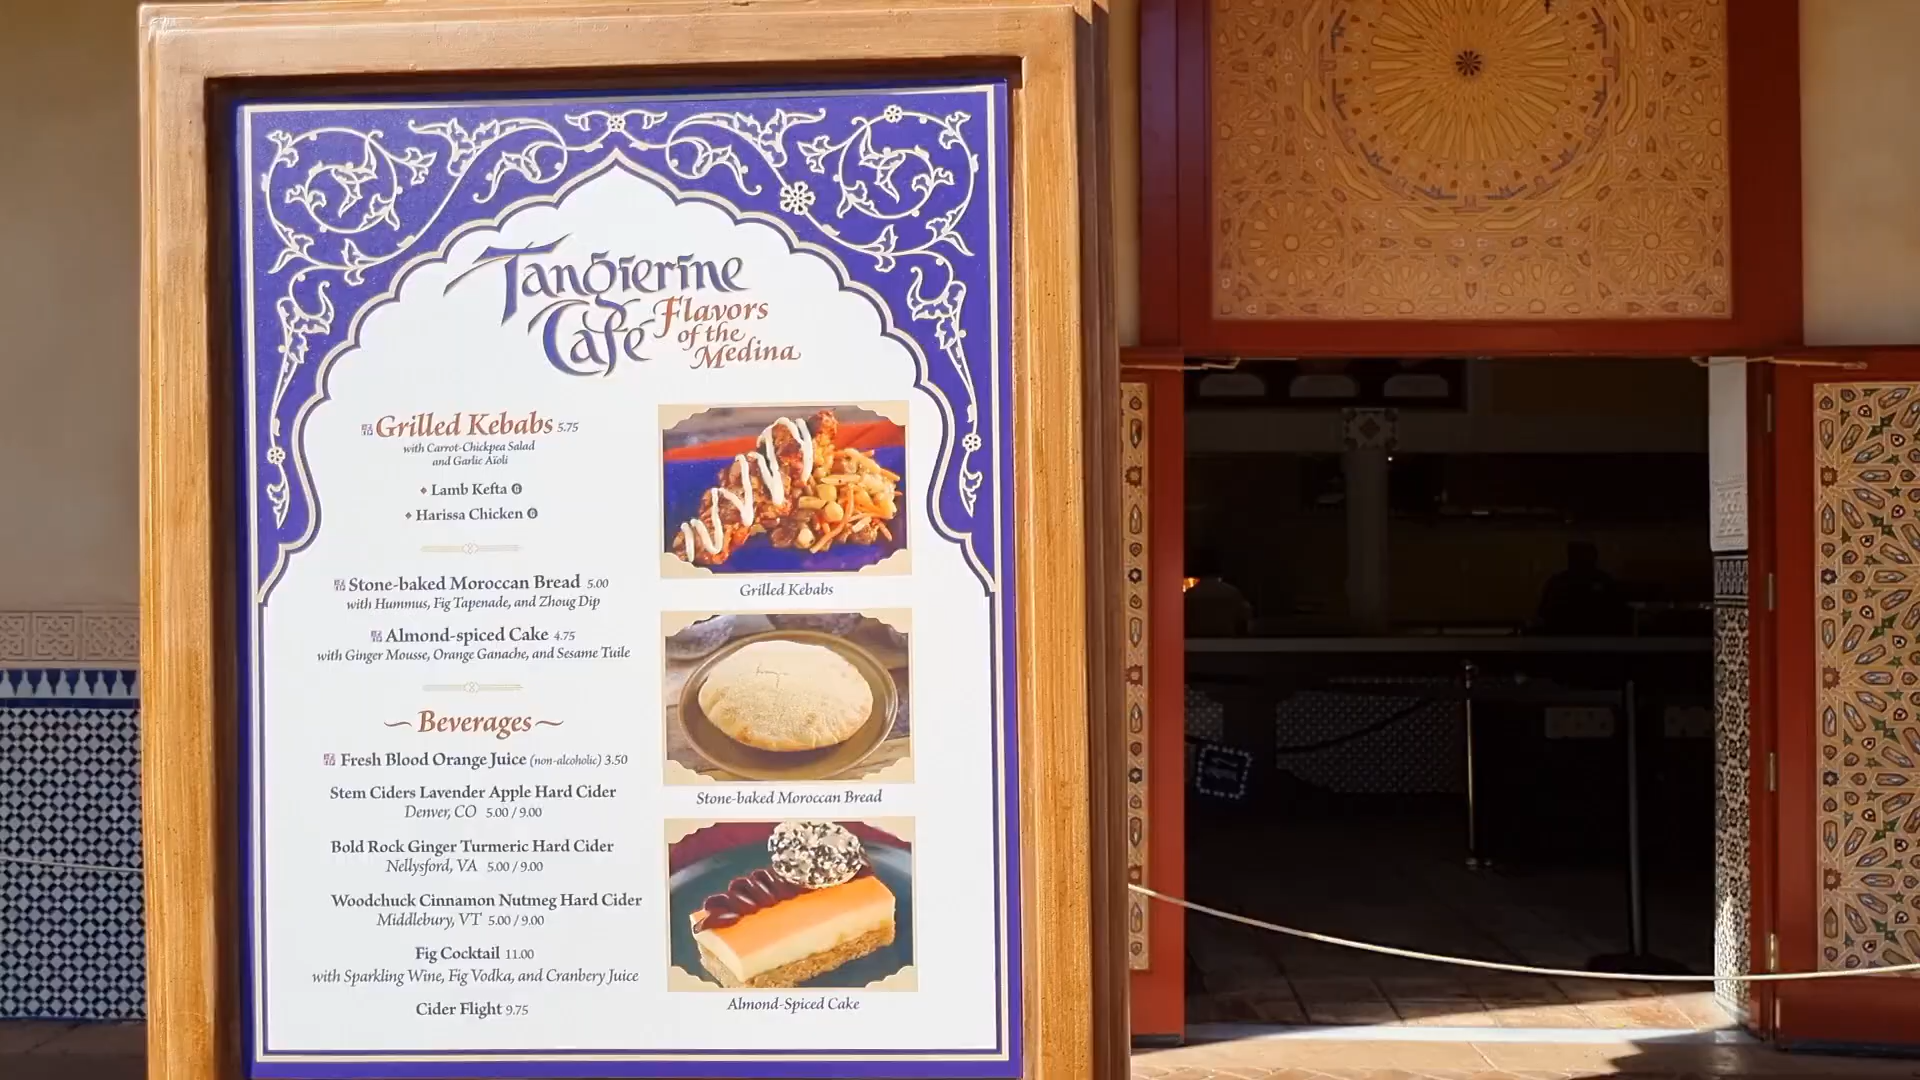 Tangierine
Café Flavors
of the
Medina
Grilled Kebabs 5.75
with Carrot-Chickpea Salad
and Garlic Aïoli
Lamb Kefta G
Harissa Chicken G
Stone-baked Moroccan Bread 5.00
with Hummus, Fig Tapenade, and Zhoug Dip
Almond-spiced Cake 4.75
with Ginger Mousse, Orange Ganache, and Sesame Tuile
~ Beverages ~
Fresh Blood Orange Juice (non-alcoholic) 3.50
Stem Ciders Lavender Apple Hard Cider
Denver, CO 5.00 / 9.00
Bold Rock Ginger Turmeric Hard Cider
Nellysford, VA 5.00 / 9.00
Woodchuck Cinnamon Nutmeg Hard Cider
Middlebury, VT 5.00 / 9.00
Fig Cocktail 11.00
with Sparkling Wine, Fig Vodka, and Cranbery Juice
Cider Flight 9.75
Grilled Kebabs
Stone-baked Moroccan Bread
Almond-Spiced Cake